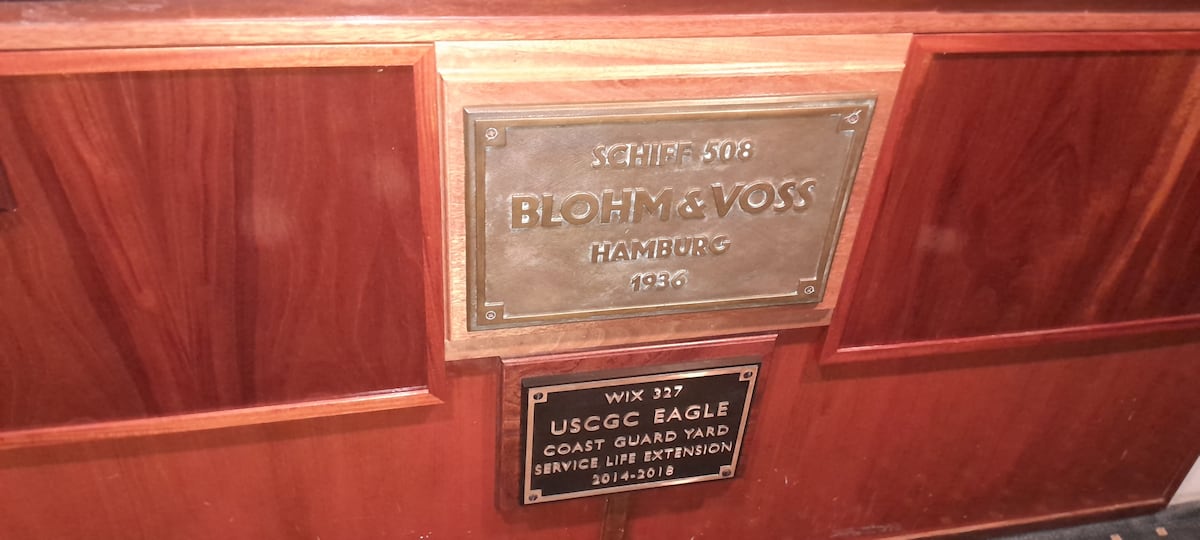 SCHIFF 508
BLOHM & VOSS
HAMBURG
1936
WIX 327
USCGC EAGLE
COAST GUARD YARD
SERVICE LIFE EXTENSION
2014-2018